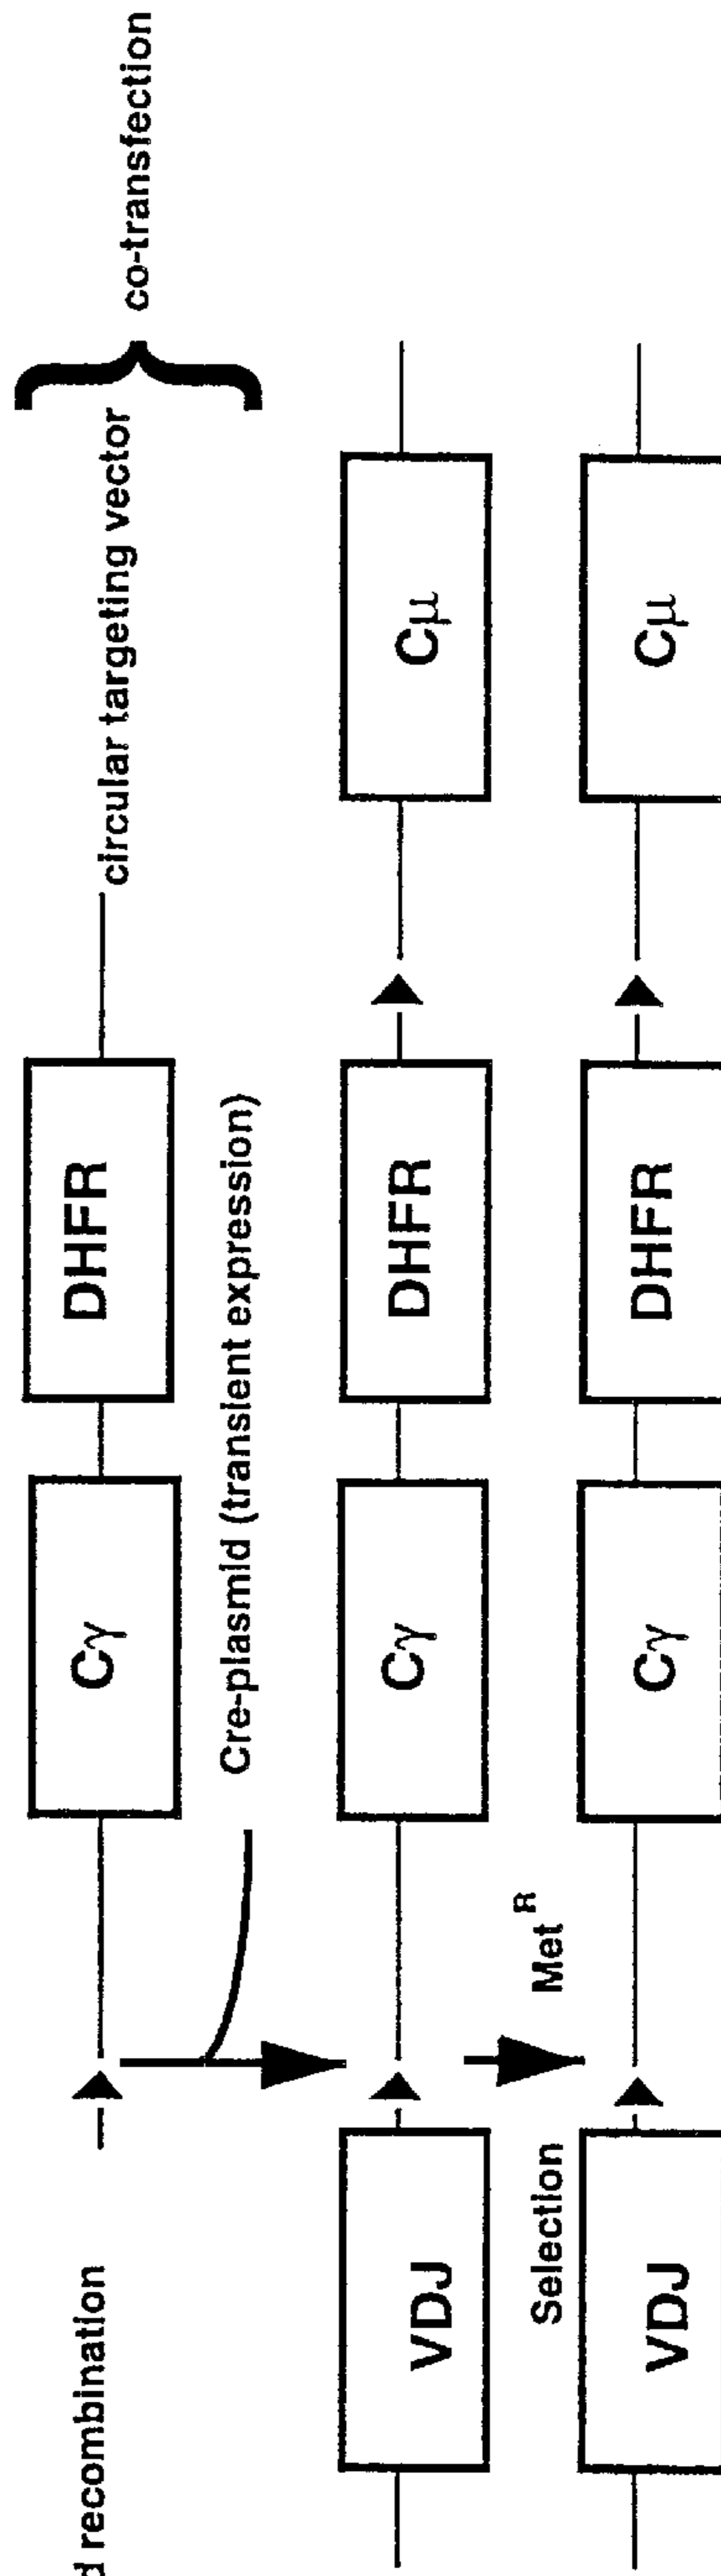 d recombination
Cγ
DHFR
circular targeting vector
co-transfection
Cre-plasmid (transient expression)
VDJ
Cγ
DHFR
Cμ
Selection Met^R
VDJ
Cγ
DHFR
Cμ